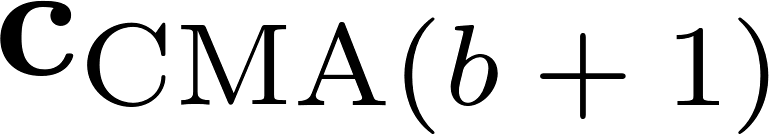 c_{CMA(b + 1)}